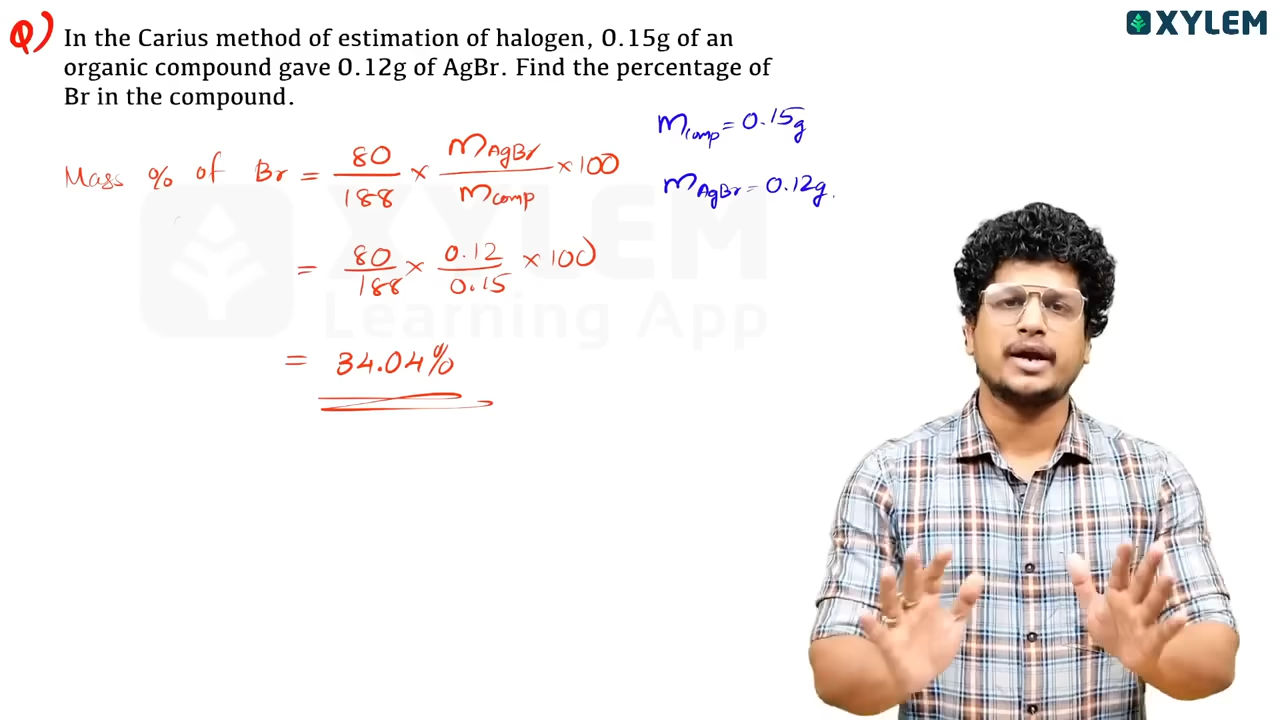 XYLEM
Q) In the Carius method of estimation of halogen, 0.15g of an
organic compound gave 0.12g of AgBr. Find the percentage of
Br in the compound.
m_comp = 0.15g
m_AgBr = 0.12g.
Mass % of Br = 80/188 × m_AgBr/m_comp × 100
= 80/188 × 0.12/0.15 × 100
= 34.04%
XYLEM
Learning App